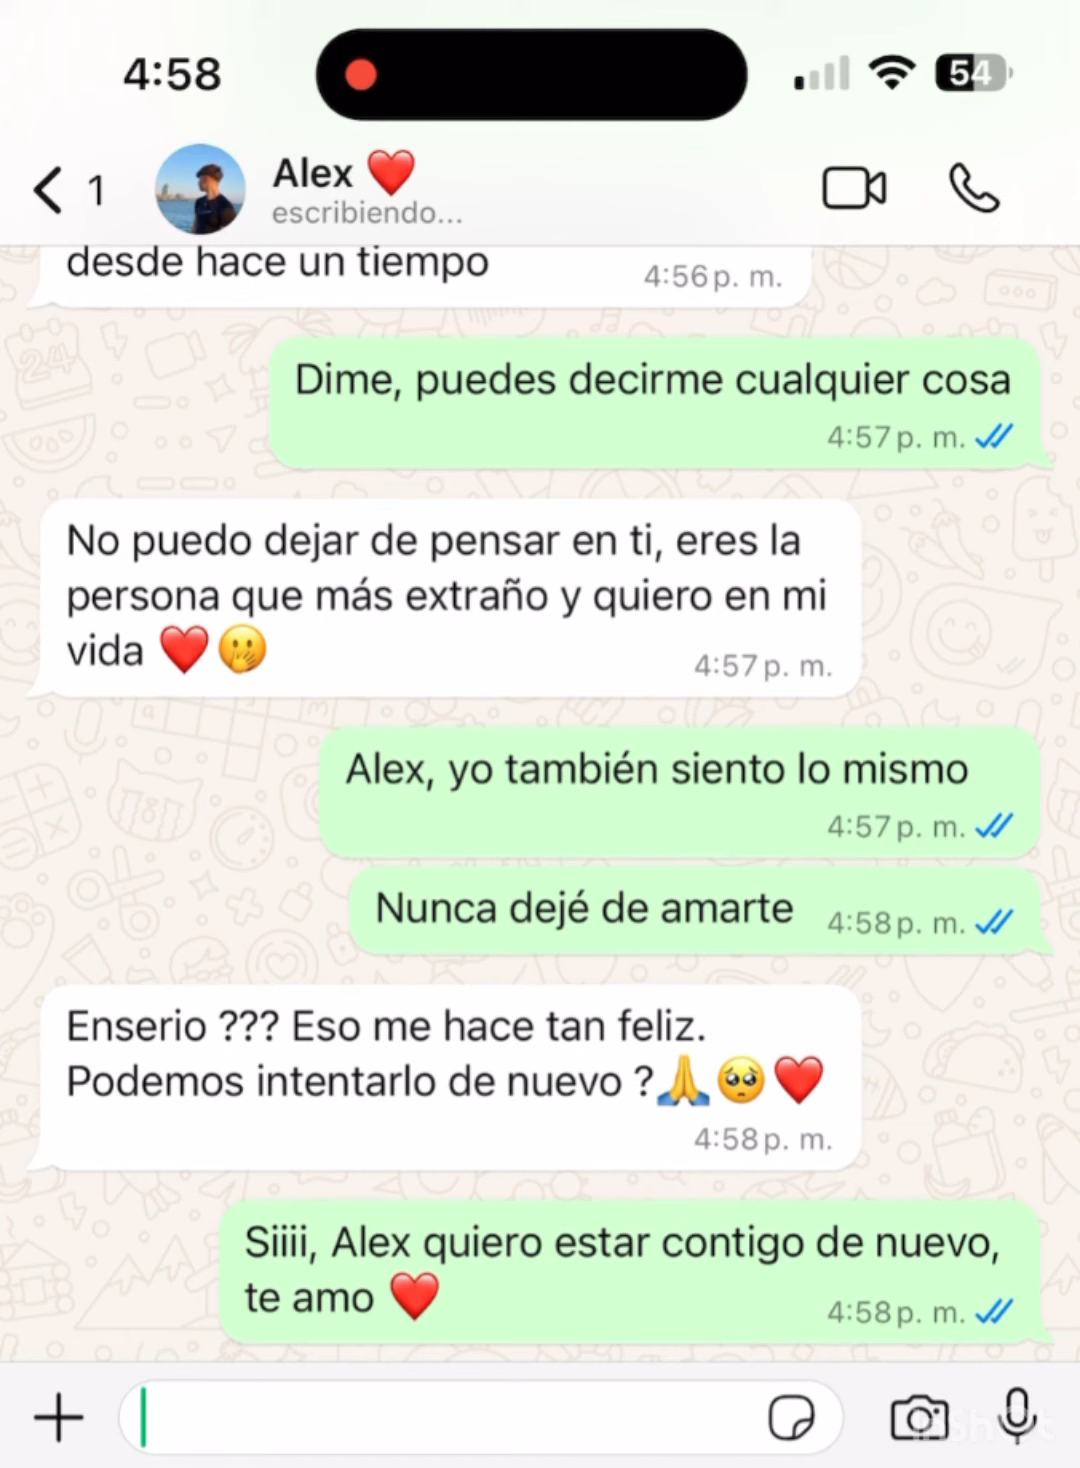 4:58
54
1
Alex ❤️
escribiendo...
desde hace un tiempo
4:56 p. m.
Dime, puedes decirme cualquier cosa
4:57 p. m.
No puedo dejar de pensar en ti, eres la
persona que más extraño y quiero en mi
vida ❤️🫢
4:57 p. m.
Alex, yo también siento lo mismo
4:57 p. m.
Nunca dejé de amarte 4:58 p. m.
Enserio ??? Eso me hace tan feliz.
Podemos intentarlo de nuevo ?🙏🥺❤️
4:58 p. m.
Siiii, Alex quiero estar contigo de nuevo,
te amo ❤️
4:58 p. m.
InShot